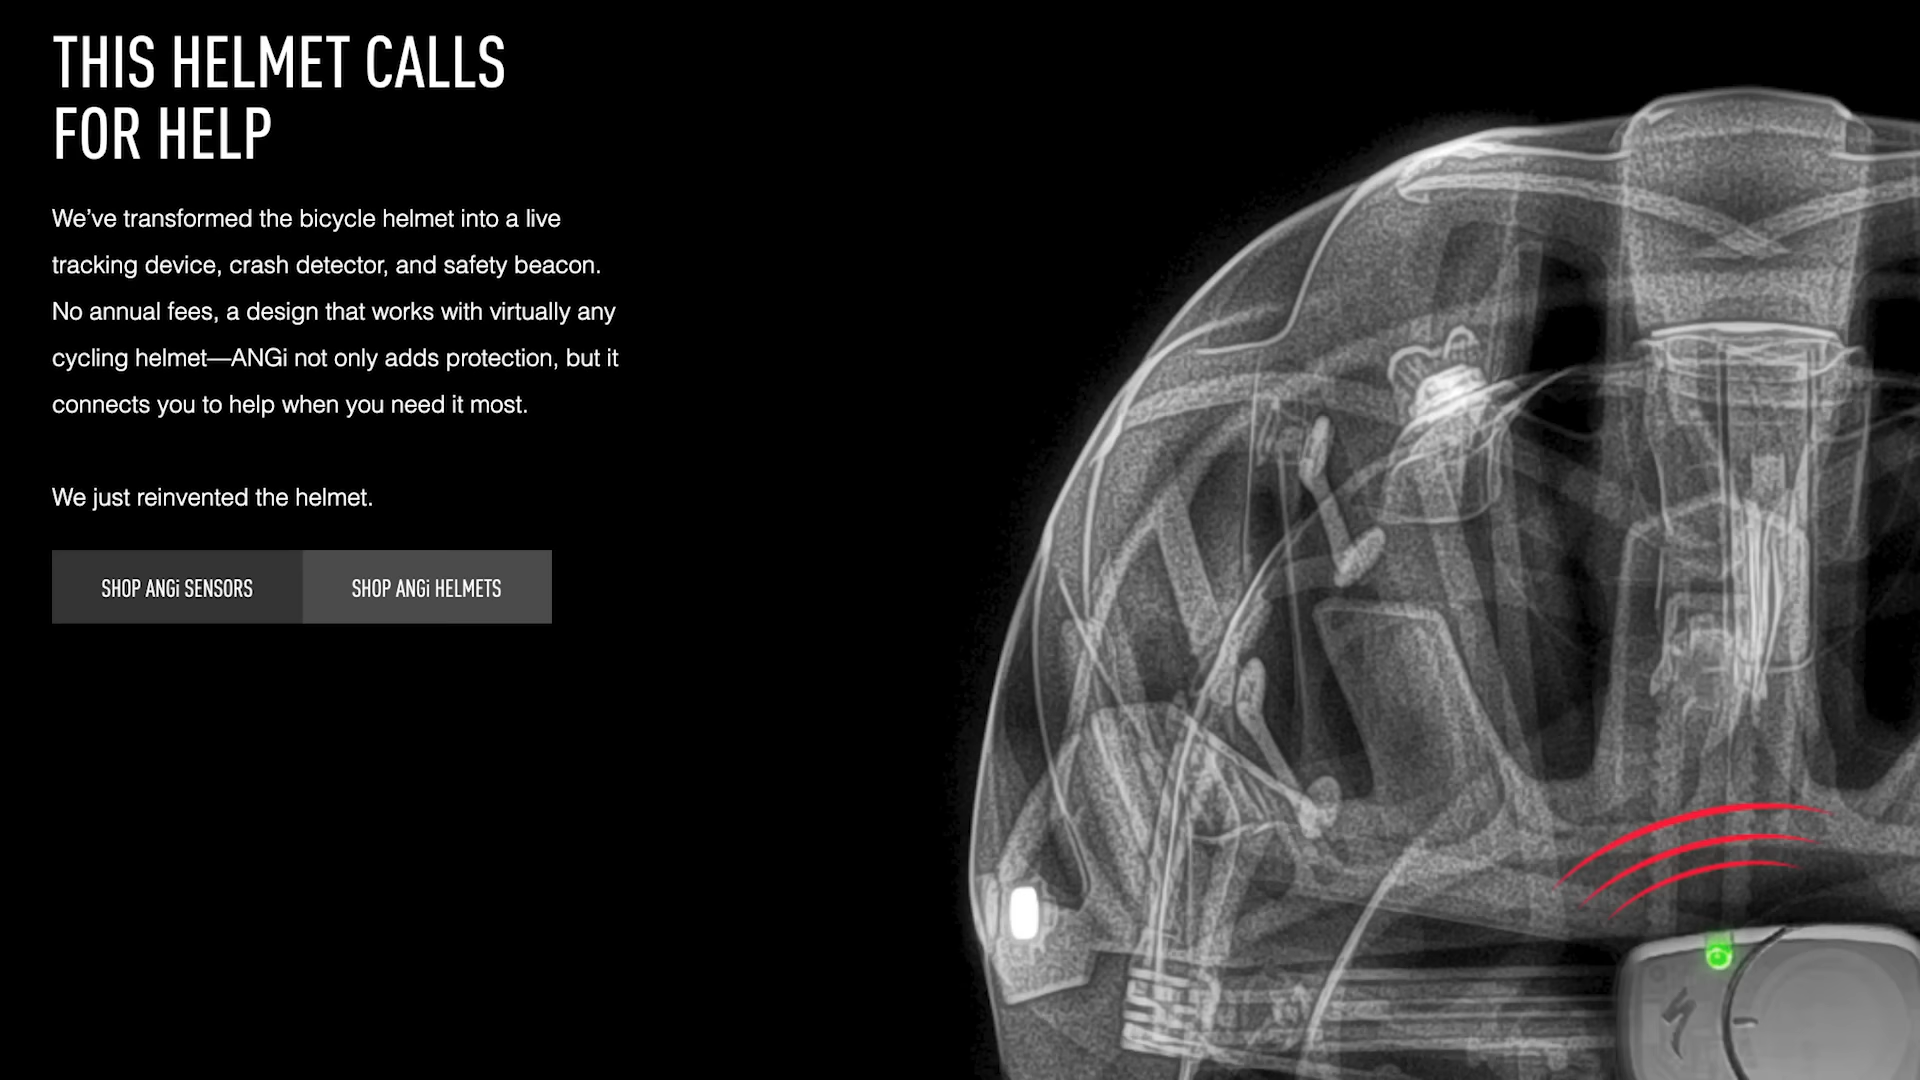 THIS HELMET CALLS
FOR HELP
We’ve transformed the bicycle helmet into a live
tracking device, crash detector, and safety beacon.
No annual fees, a design that works with virtually any
cycling helmet—ANGi not only adds protection, but it
connects you to help when you need it most.
We just reinvented the helmet.
SHOP ANGi SENSORS
SHOP ANGi HELMETS